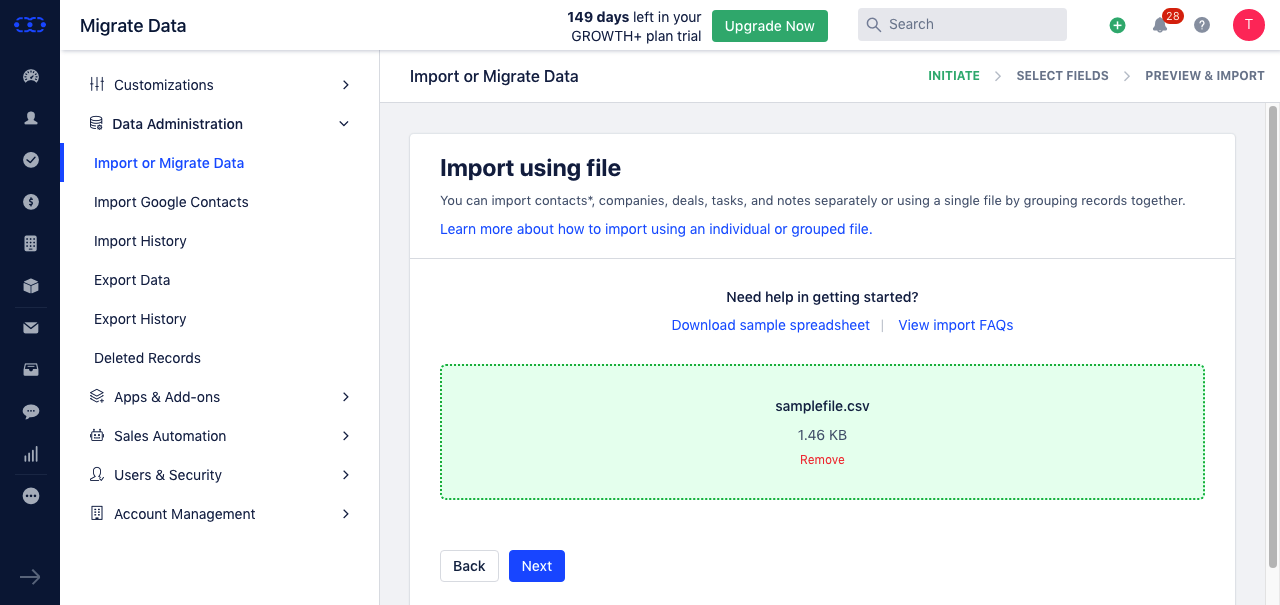 Migrate Data
149 days left in your
GROWTH+ plan trial
Upgrade Now
Search
28
T
Customizations
Data Administration
Import or Migrate Data
Import Google Contacts
Import History
Export Data
Export History
Deleted Records
Apps & Add-ons
Sales Automation
Users & Security
Account Management
Import or Migrate Data
INITIATE
SELECT FIELDS
PREVIEW & IMPORT
Import using file
You can import contacts*, companies, deals, tasks, and notes separately or using a single file by grouping records together.
Learn more about how to import using an individual or grouped file.
Need help in getting started?
Download sample spreadsheet | View import FAQs
samplefile.csv
1.46 KB
Remove
Back
Next